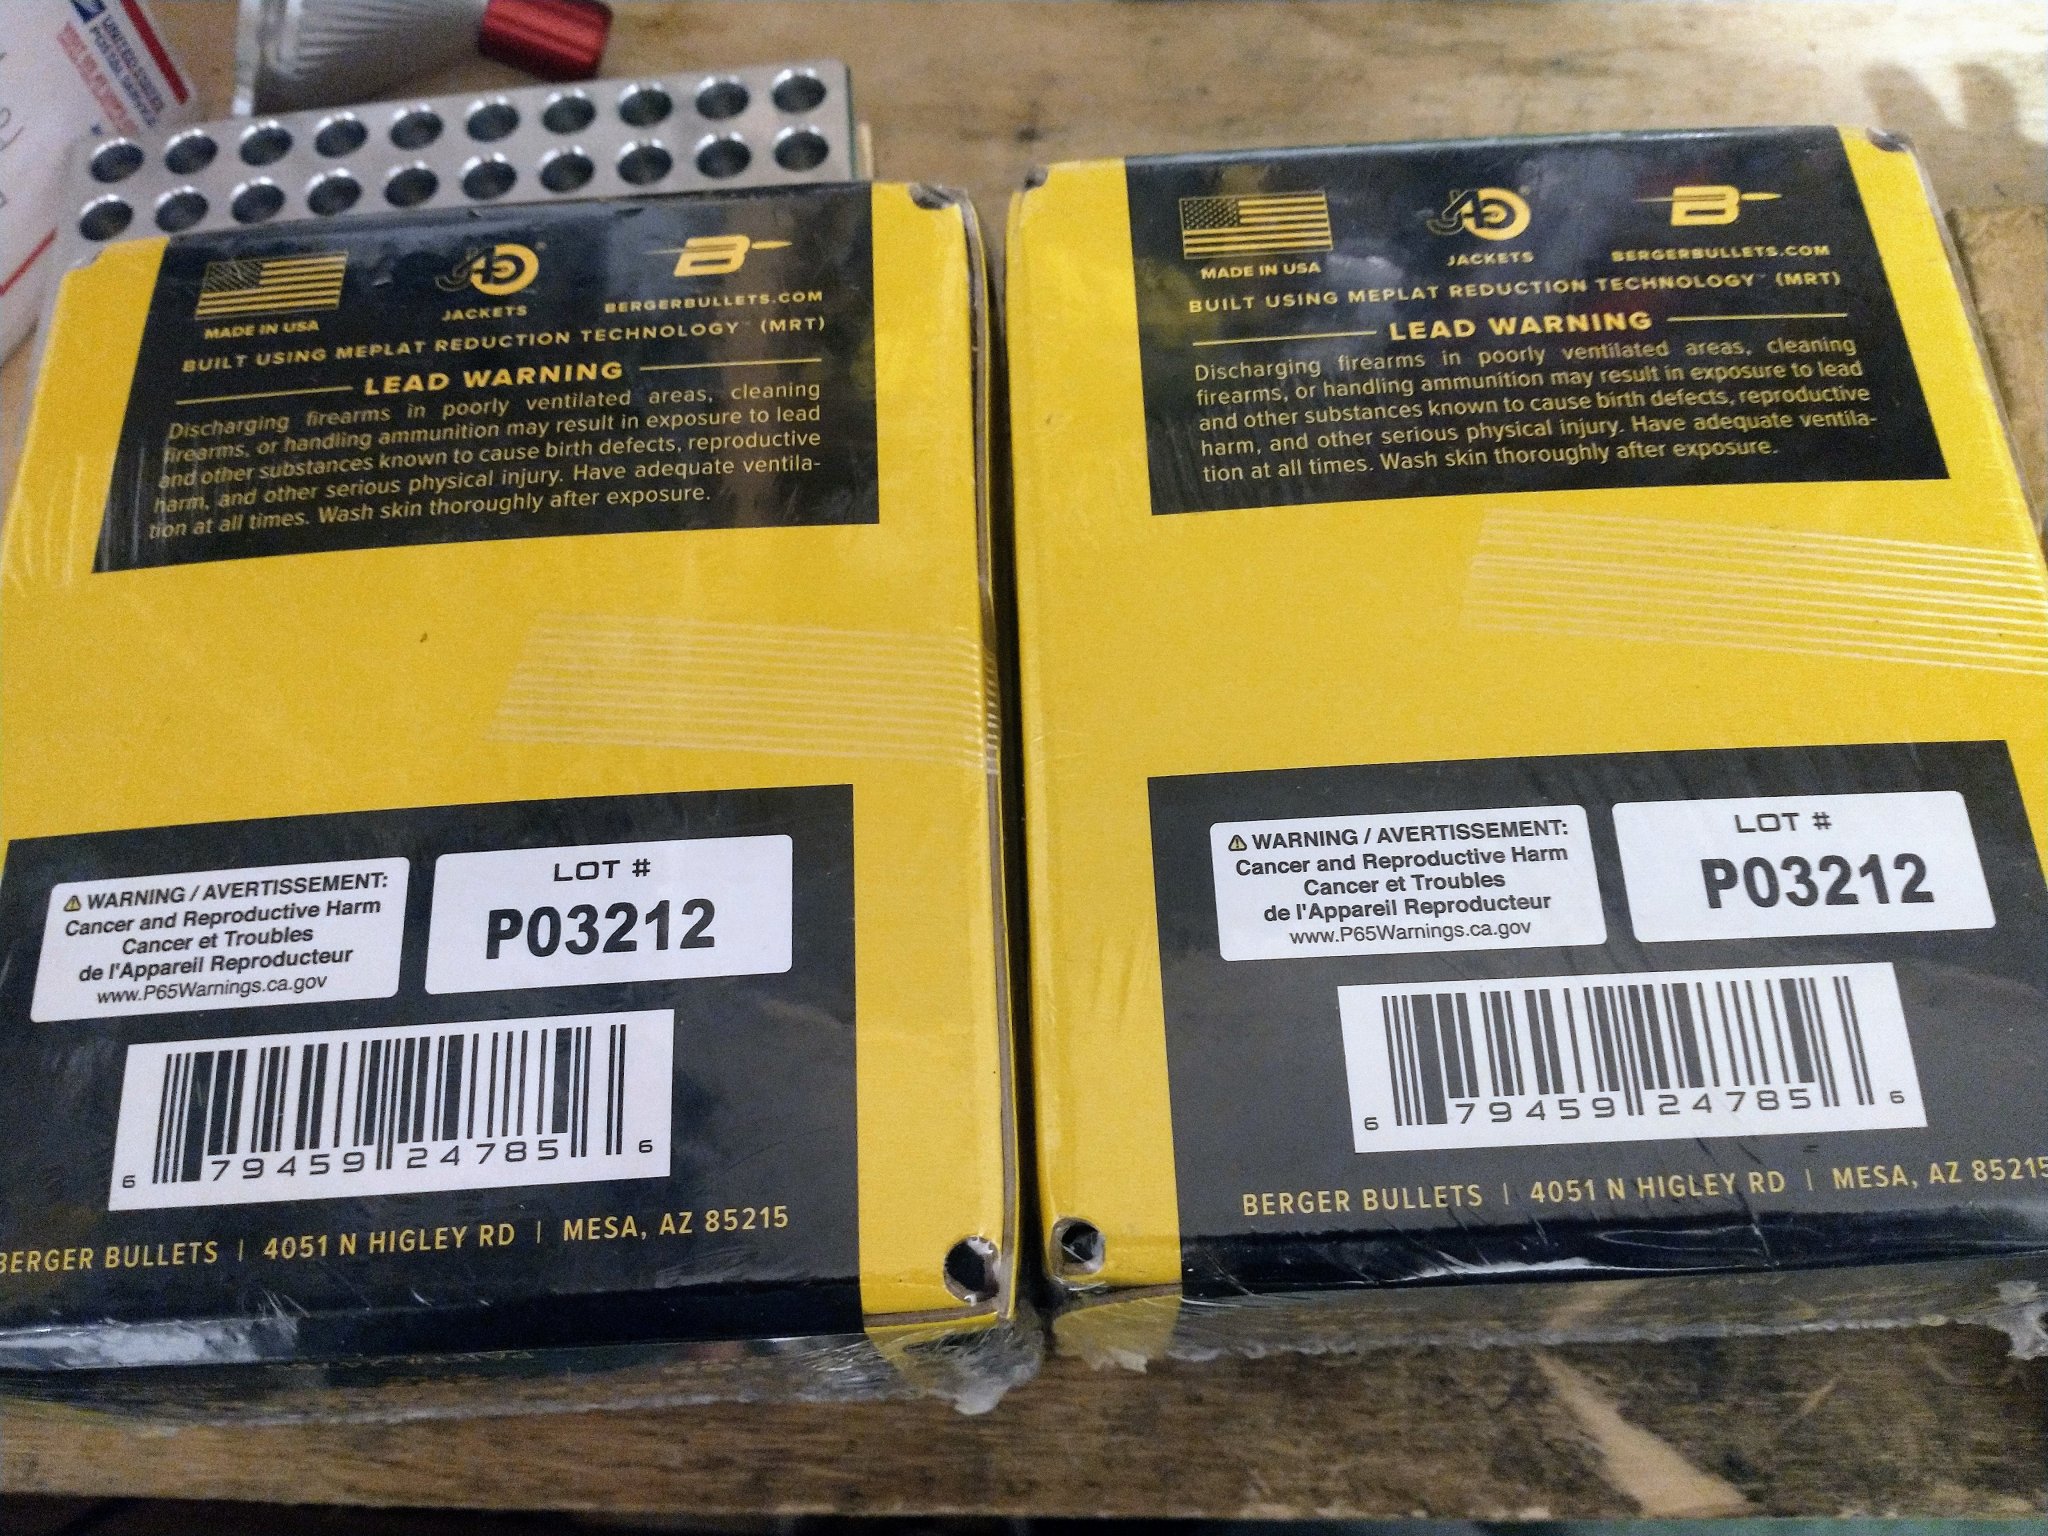 UNITED STATES
POSTAL SERVICE
MADE IN USA
JACKETS
BERGERBULLETS.COM
BUILT USING MEPLAT REDUCTION TECHNOLOGY™ (MRT)
LEAD WARNING
Discharging firearms in poorly ventilated areas, cleaning
firearms, or handling ammunition may result in exposure to lead
and other substances known to cause birth defects, reproductive
harm, and other serious physical injury. Have adequate ventila-
tion at all times. Wash skin thoroughly after exposure.
⚠ WARNING / AVERTISSEMENT:
Cancer and Reproductive Harm
Cancer et Troubles
de l'Appareil Reproducteur
www.P65Warnings.ca.gov
LOT #
P03212
6 79459 24785 6
BERGER BULLETS | 4051 N HIGLEY RD | MESA, AZ 85215
MADE IN USA
JACKETS
BERGERBULLETS.COM
BUILT USING MEPLAT REDUCTION TECHNOLOGY™ (MRT)
LEAD WARNING
Discharging firearms in poorly ventilated areas, cleaning
firearms, or handling ammunition may result in exposure to lead
and other substances known to cause birth defects, reproductive
harm, and other serious physical injury. Have adequate ventila-
tion at all times. Wash skin thoroughly after exposure.
⚠ WARNING / AVERTISSEMENT:
Cancer and Reproductive Harm
Cancer et Troubles
de l'Appareil Reproducteur
www.P65Warnings.ca.gov
LOT #
P03212
6 79459 24785 6
BERGER BULLETS | 4051 N HIGLEY RD | MESA, AZ 85215